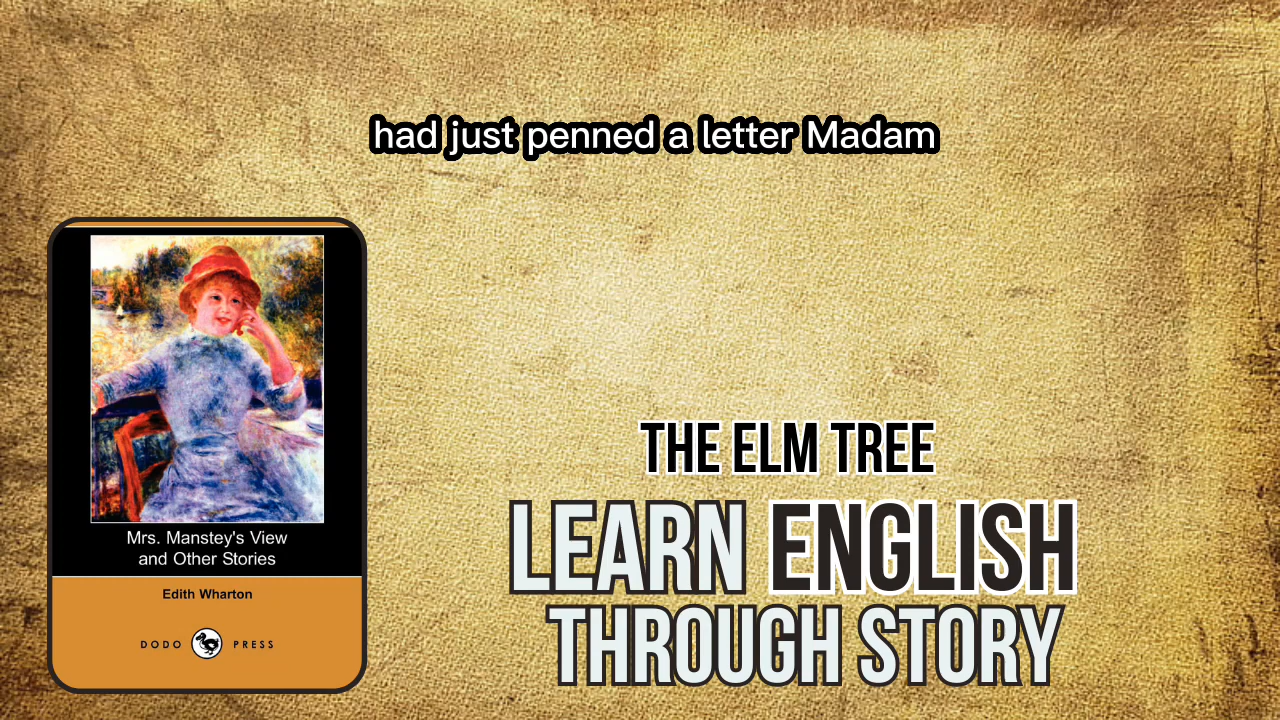 had just penned a letter Madam
Mrs. Manstey's View
and Other Stories
Edith Wharton
DODO PRESS
THE ELM TREE
LEARN ENGLISH
THROUGH STORY